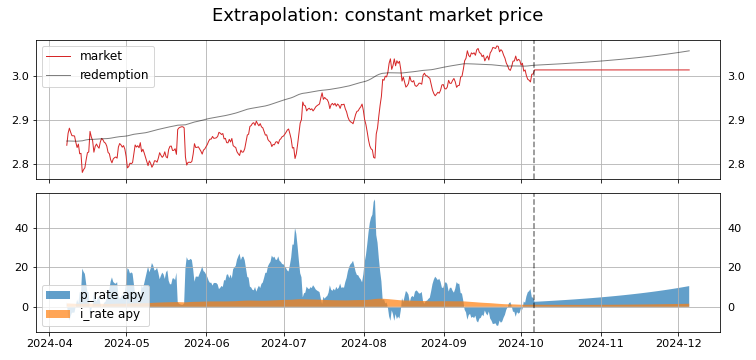 Extrapolation: constant market price
market
redemption
3.0
2.9
2.8
3.0
2.9
2.8
40
20
0
40
20
0
p_rate apy
i_rate apy
2024-04 2024-05 2024-06 2024-07 2024-08 2024-09 2024-10 2024-11 2024-12